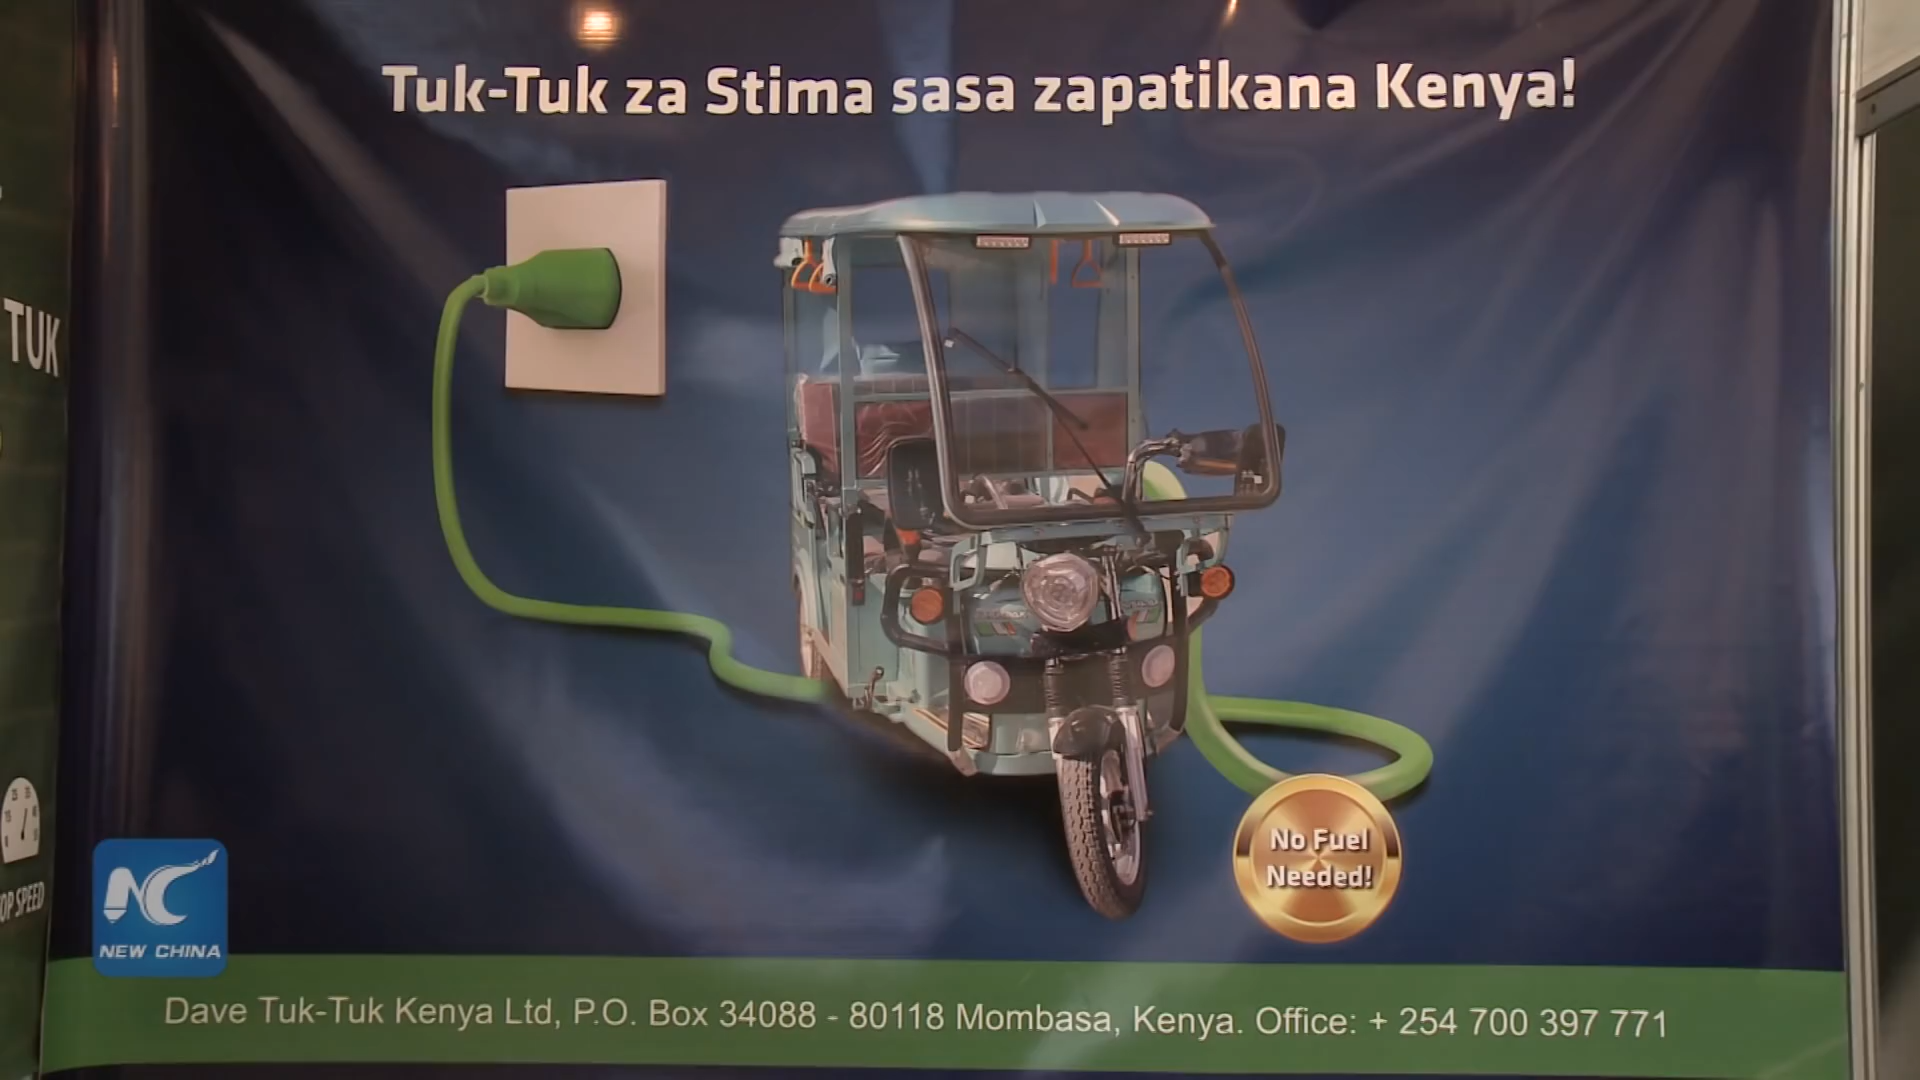 Tuk-Tuk za Stima sasa zapatikana Kenya!
TUK
No Fuel
Needed!
OP SPEED
NC
NEW CHINA
Dave Tuk-Tuk Kenya Ltd, P.O. Box 34088 - 80118 Mombasa, Kenya. Office: + 254 700 397 771